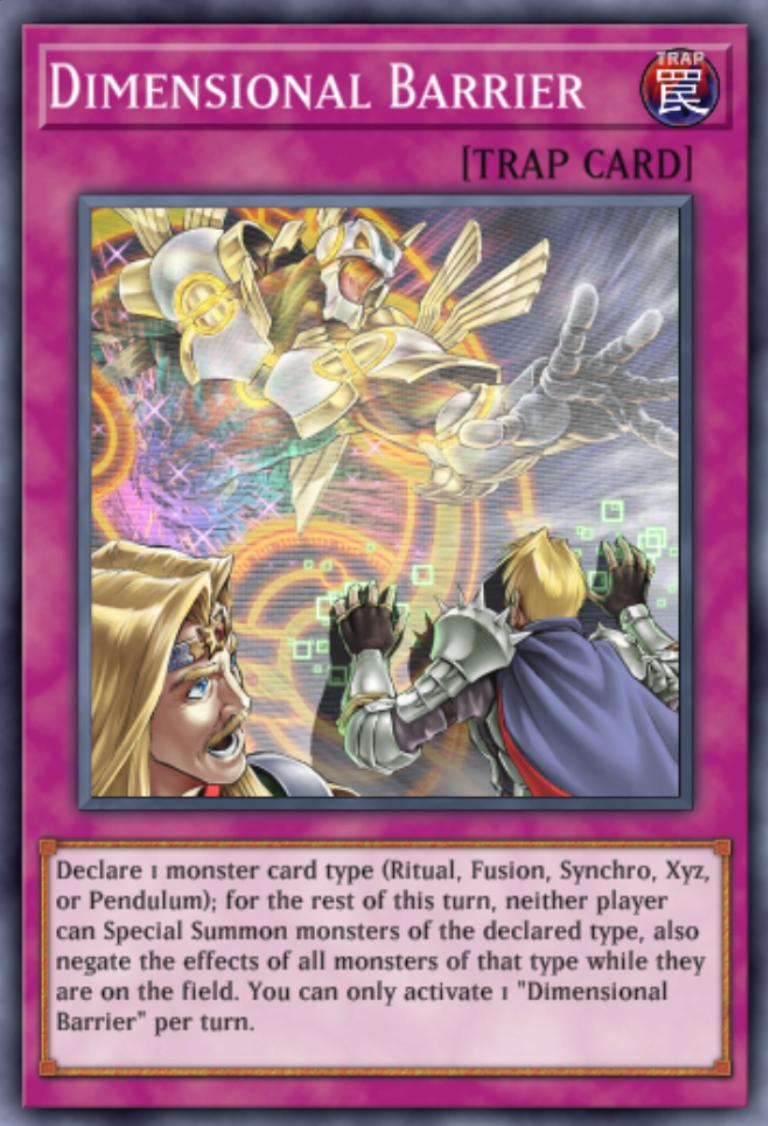 Dimensional Barrier
TRAP
罠
[TRAP CARD]
Declare 1 monster card type (Ritual, Fusion, Synchro, Xyz,
or Pendulum); for the rest of this turn, neither player
can Special Summon monsters of the declared type, also
negate the effects of all monsters of that type while they
are on the field. You can only activate 1 "Dimensional
Barrier" per turn.